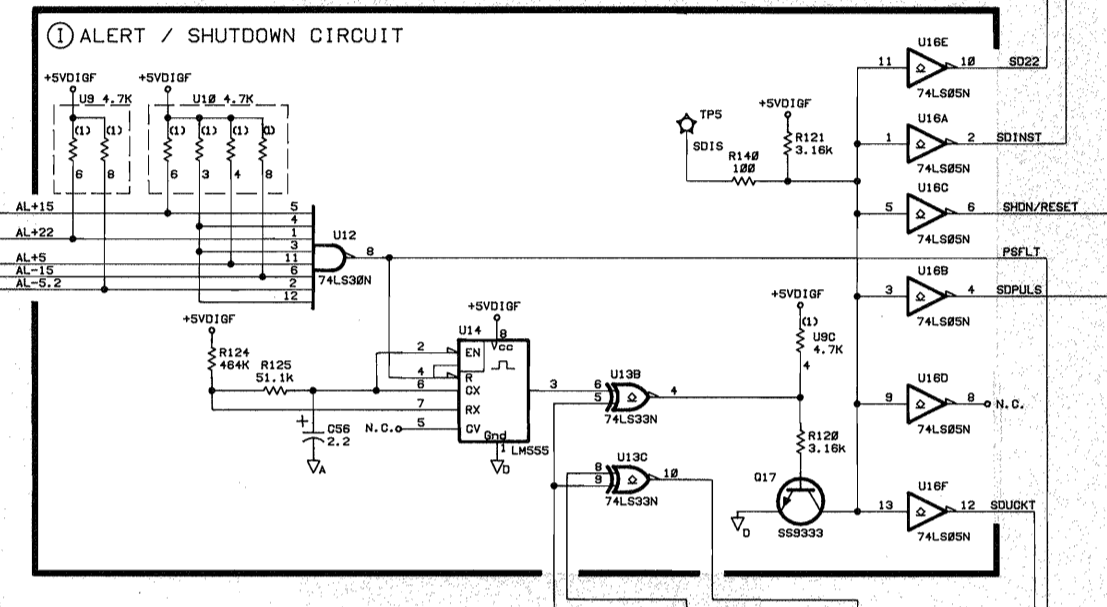 I ALERT / SHUTDOWN CIRCUIT
+5VDIGF
+5VDIGF
U9 4.7K
U10 4.7K
(1)
(1)
(1)
(1)
(1)
(1)
6
8
6
3
4
8
AL+15
AL+22
AL+5
AL-15
AL-5.2
5
4
1
3
11
6
2
12
U12
8
74LS30N
+5VDIGF
R124
464K
R125
51.1k
+
C56
2.2
A
N.C.
+5VDIGF
U14
8
Vcc
2
EN
4
R
6
CX
7
RX
5
CV
Gnd
1
LM555
D
3
U13B
6
5
4
74LS33N
U13C
8
9
10
74LS33N
TP5
SDIS
R140
100
+5VDIGF
R121
3.16K
+5VDIGF
(1)
U9C
4.7K
4
R120
3.16K
Q17
SS9333
D
U16E
11
10
SD22
74LS05N
U16A
1
2
SDINST
74LS05N
U16C
5
6
SHDN/RESET
74LS05N
PSFLT
U16B
3
4
SDPULS
74LS05N
U16D
9
8
N.C.
74LS05N
U16F
13
12
SDUCKT
74LS05N